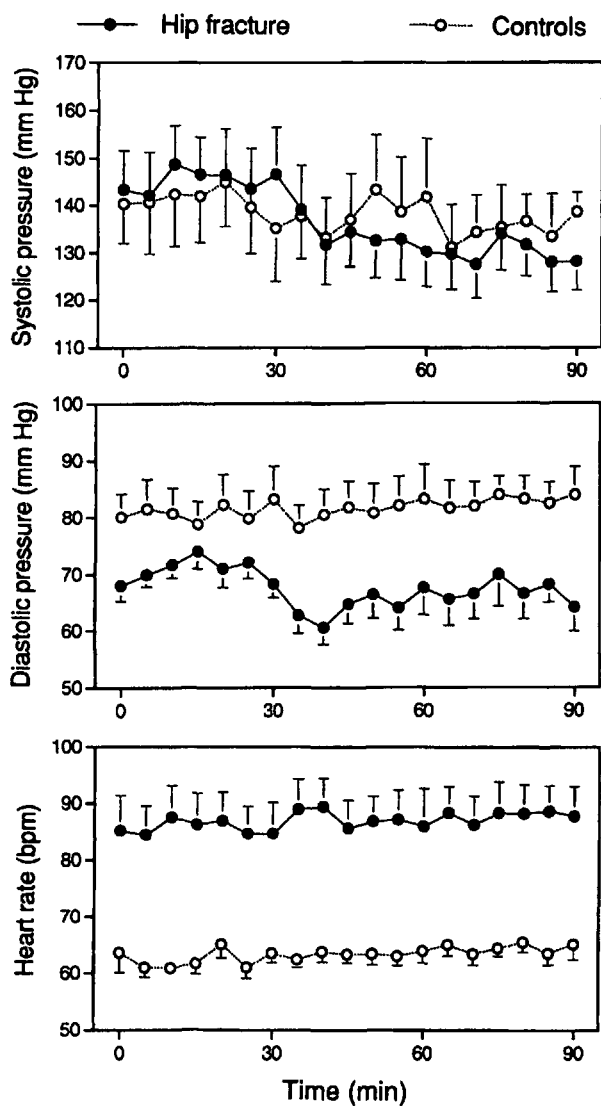 Hip fracture Controls
Systolic pressure (mm Hg)
170
160
150
140
130
120
110
0 30 60 90
Diastolic pressure (mm Hg)
100
90
80
70
60
50
0 30 60 90
Heart rate (bpm)
100
90
80
70
60
50
0 30 60 90
Time (min)